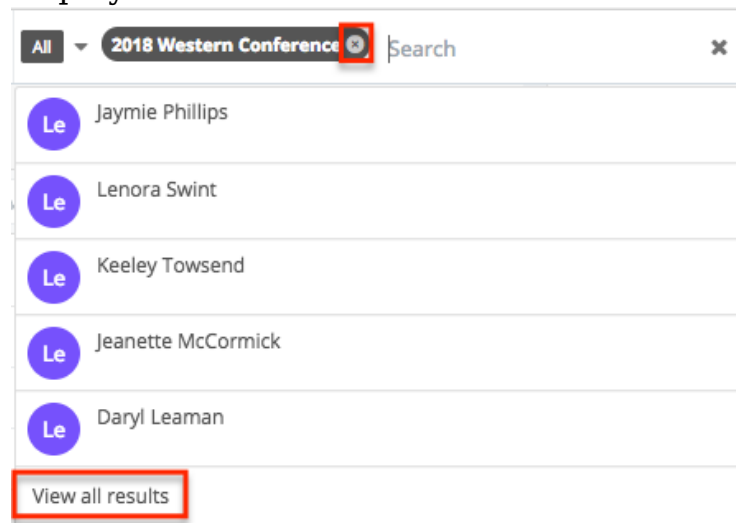 All 2018 Western Conference Search
Le Jaymie Phillips
Le Lenora Swint
Le Keeley Towsend
Le Jeanette McCormick
Le Daryl Leaman
View all results